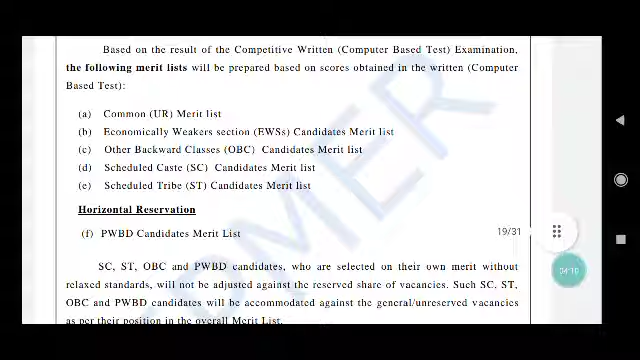 Based on the result of the Competitive Written (Computer Based Test) Examination,
the following merit lists will be prepared based on scores obtained in the written (Computer
Based Test):
(a) Common (UR) Merit list
(b) Economically Weakers section (EWSs) Candidates Merit list
(c) Other Backward Classes (OBC) Candidates Merit list
(d) Scheduled Caste (SC) Candidates Merit list
(e) Scheduled Tribe (ST) Candidates Merit list
Horizontal Reservation
(f) PWBD Candidates Merit List
19/31
SC, ST, OBC and PWBD candidates, who are selected on their own merit without
relaxed standards, will not be adjusted against the reserved share of vacancies. Such SC, ST,
OBC and PWBD candidates will be accommodated against the general/unreserved vacancies
as per their position in the overall Merit List.
04:10